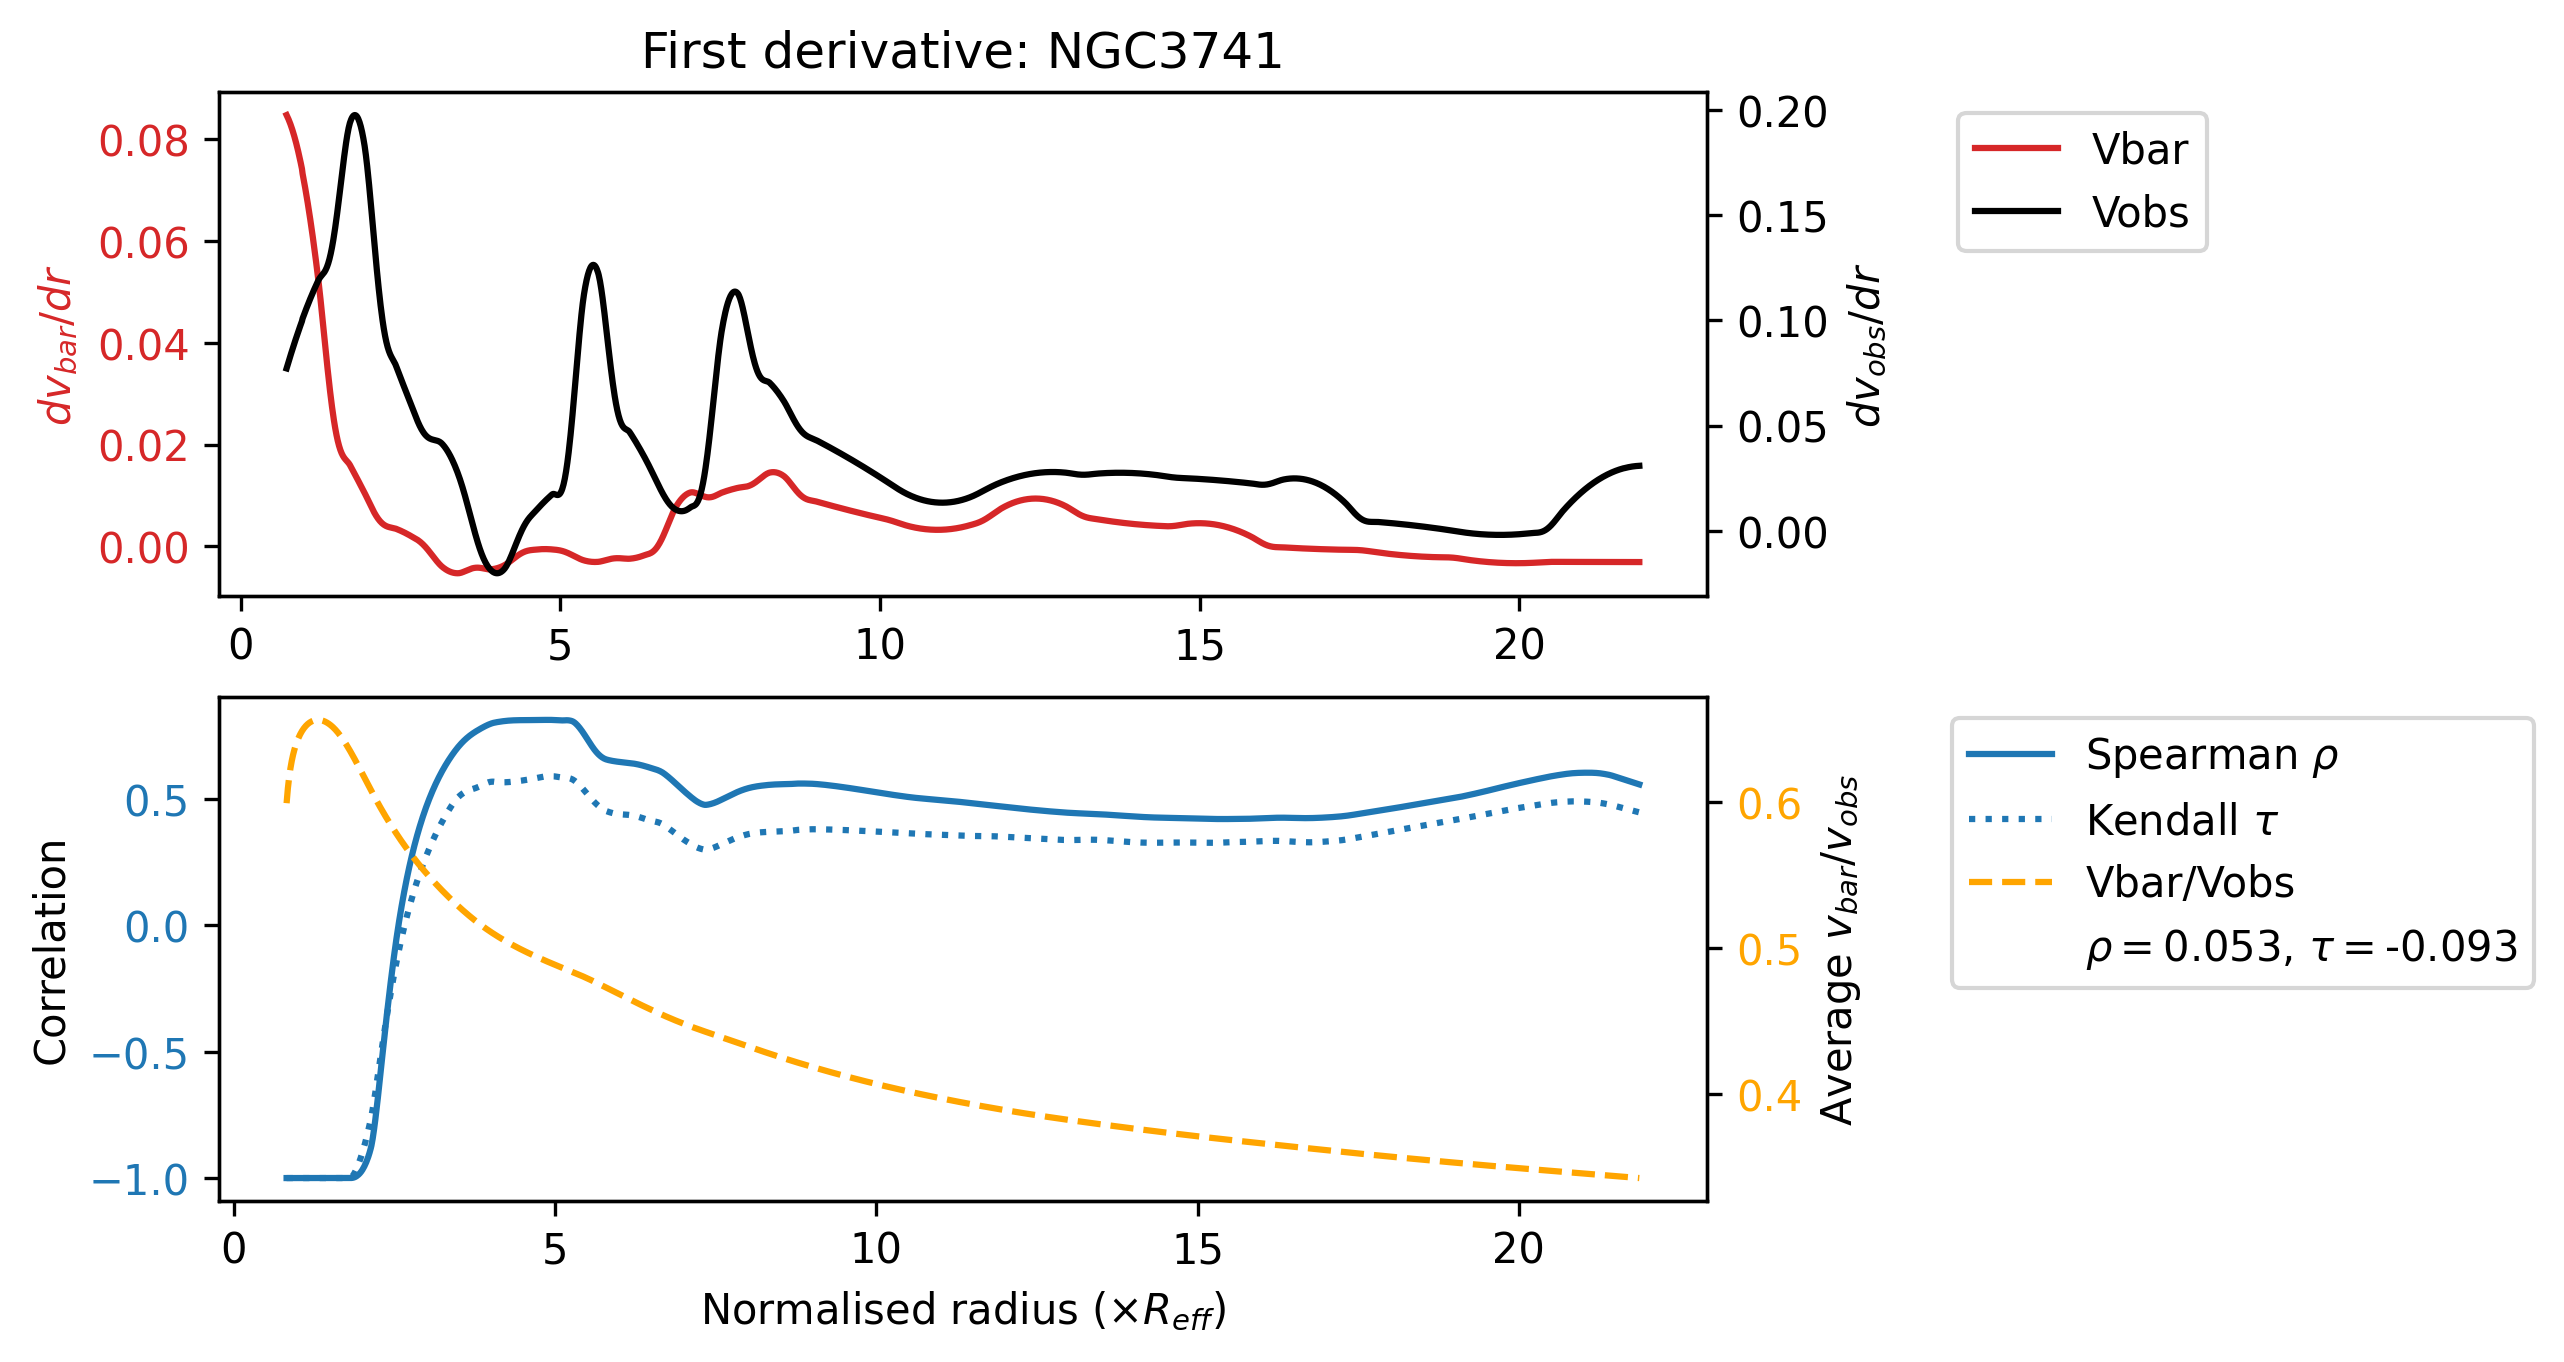 First derivative: NGC3741
0.08
0.06
0.04
0.02
0.00
dv_bar/dr
0.20
0.15
0.10
0.05
0.00
dv_obs/dr
0
5
10
15
20
Vbar
Vobs
0.5
0.0
−0.5
−1.0
Correlation
0.6
0.5
0.4
Average v_bar/v_obs
0
5
10
15
20
Normalised radius (×R_eff)
Spearman ρ
Kendall τ
Vbar/Vobs
ρ = 0.053, τ = -0.093